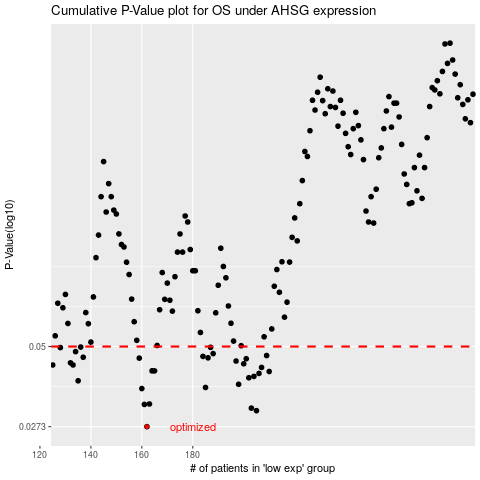 Cumulative P-Value plot for OS under AHSG expression
P-Value(log10)
0.05
0.0273
optimized
120 140 160 180
# of patients in 'low exp' group